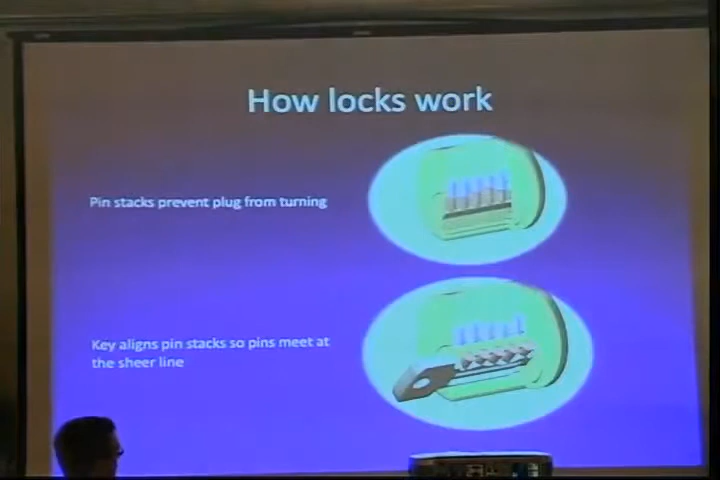 How locks work
Pin stacks prevent plug from turning
Key aligns pin stacks so pins meet at
the sheer line